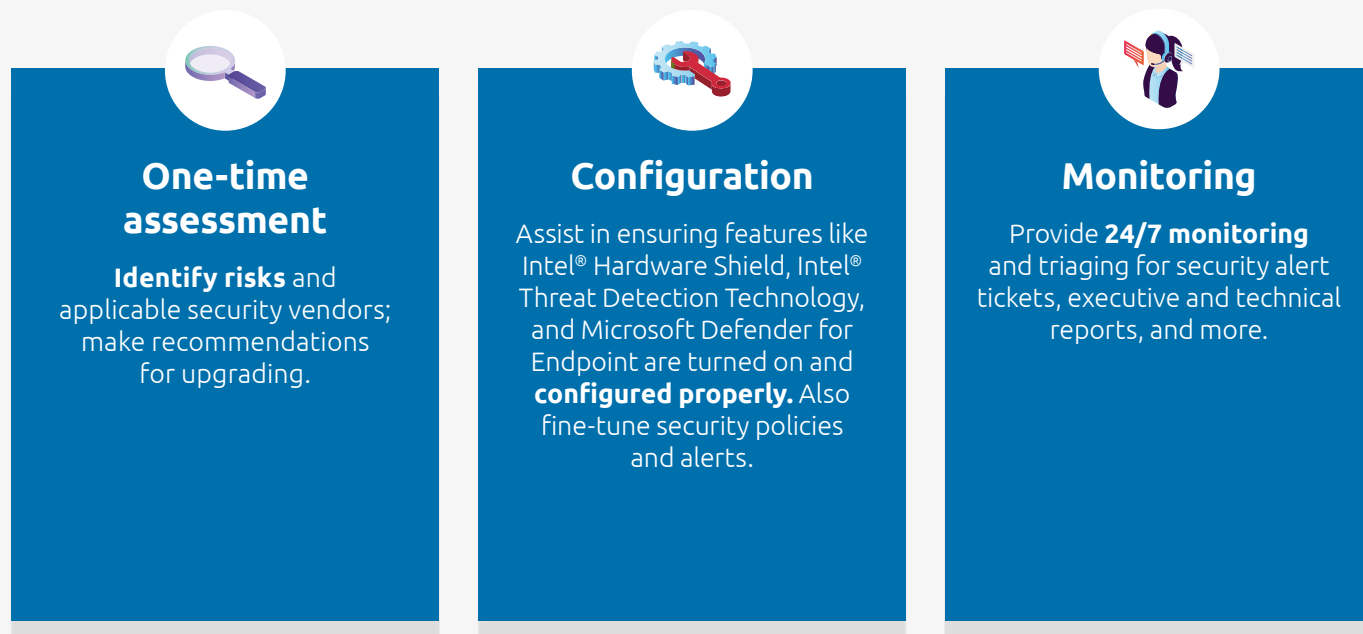 One-time
assessment
Identify risks and
applicable security vendors;
make recommendations
for upgrading.
Configuration
Assist in ensuring features like
Intel® Hardware Shield, Intel®
Threat Detection Technology,
and Microsoft Defender for
Endpoint are turned on and
configured properly. Also
fine-tune security policies
and alerts.
Monitoring
Provide 24/7 monitoring
and triaging for security alert
tickets, executive and technical
reports, and more.